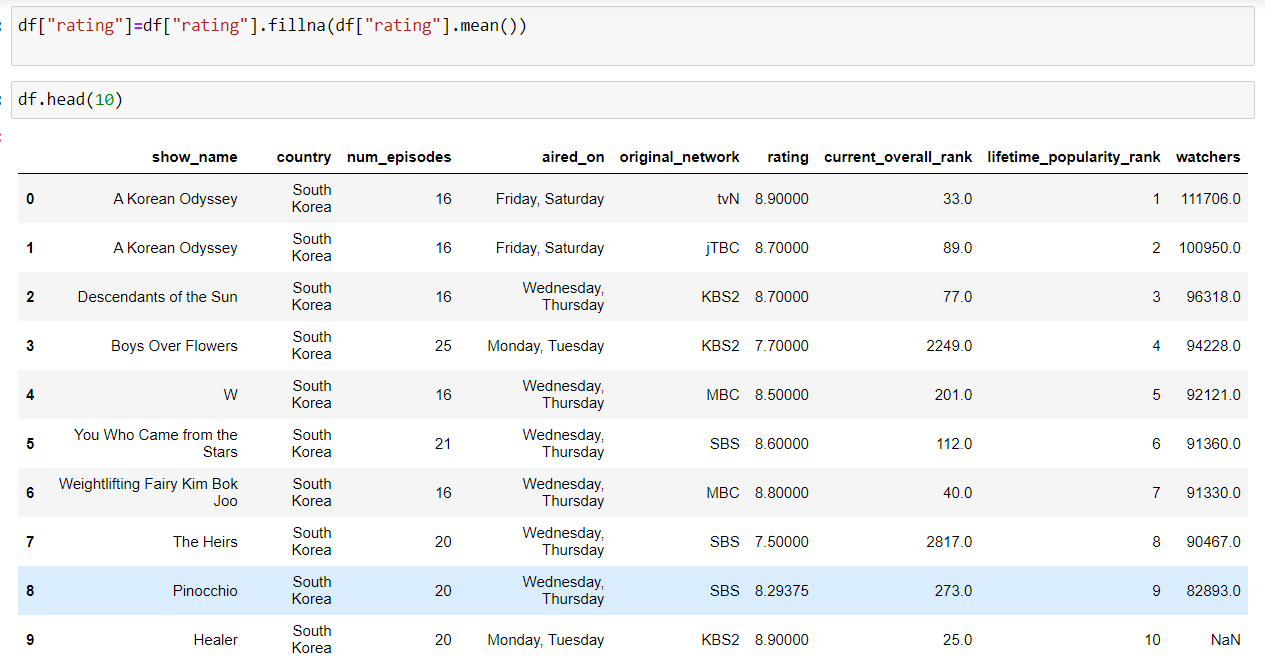 df["rating"]=df["rating"].fillna(df["rating"].mean())
df.head(10)
show_name country num_episodes aired_on original_network rating current_overall_rank lifetime_popularity_rank watchers
0 A Korean Odyssey South Korea 16 Friday, Saturday tvN 8.90000 33.0 1 111706.0
1 A Korean Odyssey South Korea 16 Friday, Saturday jTBC 8.70000 89.0 2 100950.0
2 Descendants of the Sun South Korea 16 Wednesday, Thursday KBS2 8.70000 77.0 3 96318.0
3 Boys Over Flowers South Korea 25 Monday, Tuesday KBS2 7.70000 2249.0 4 94228.0
4 W South Korea 16 Wednesday, Thursday MBC 8.50000 201.0 5 92121.0
5 You Who Came from the Stars South Korea 21 Wednesday, Thursday SBS 8.60000 112.0 6 91360.0
6 Weightlifting Fairy Kim Bok Joo South Korea 16 Wednesday, Thursday MBC 8.80000 40.0 7 91330.0
7 The Heirs South Korea 20 Wednesday, Thursday SBS 7.50000 2817.0 8 90467.0
8 Pinocchio South Korea 20 Wednesday, Thursday SBS 8.29375 273.0 9 82893.0
9 Healer South Korea 20 Monday, Tuesday KBS2 8.90000 25.0 10 NaN